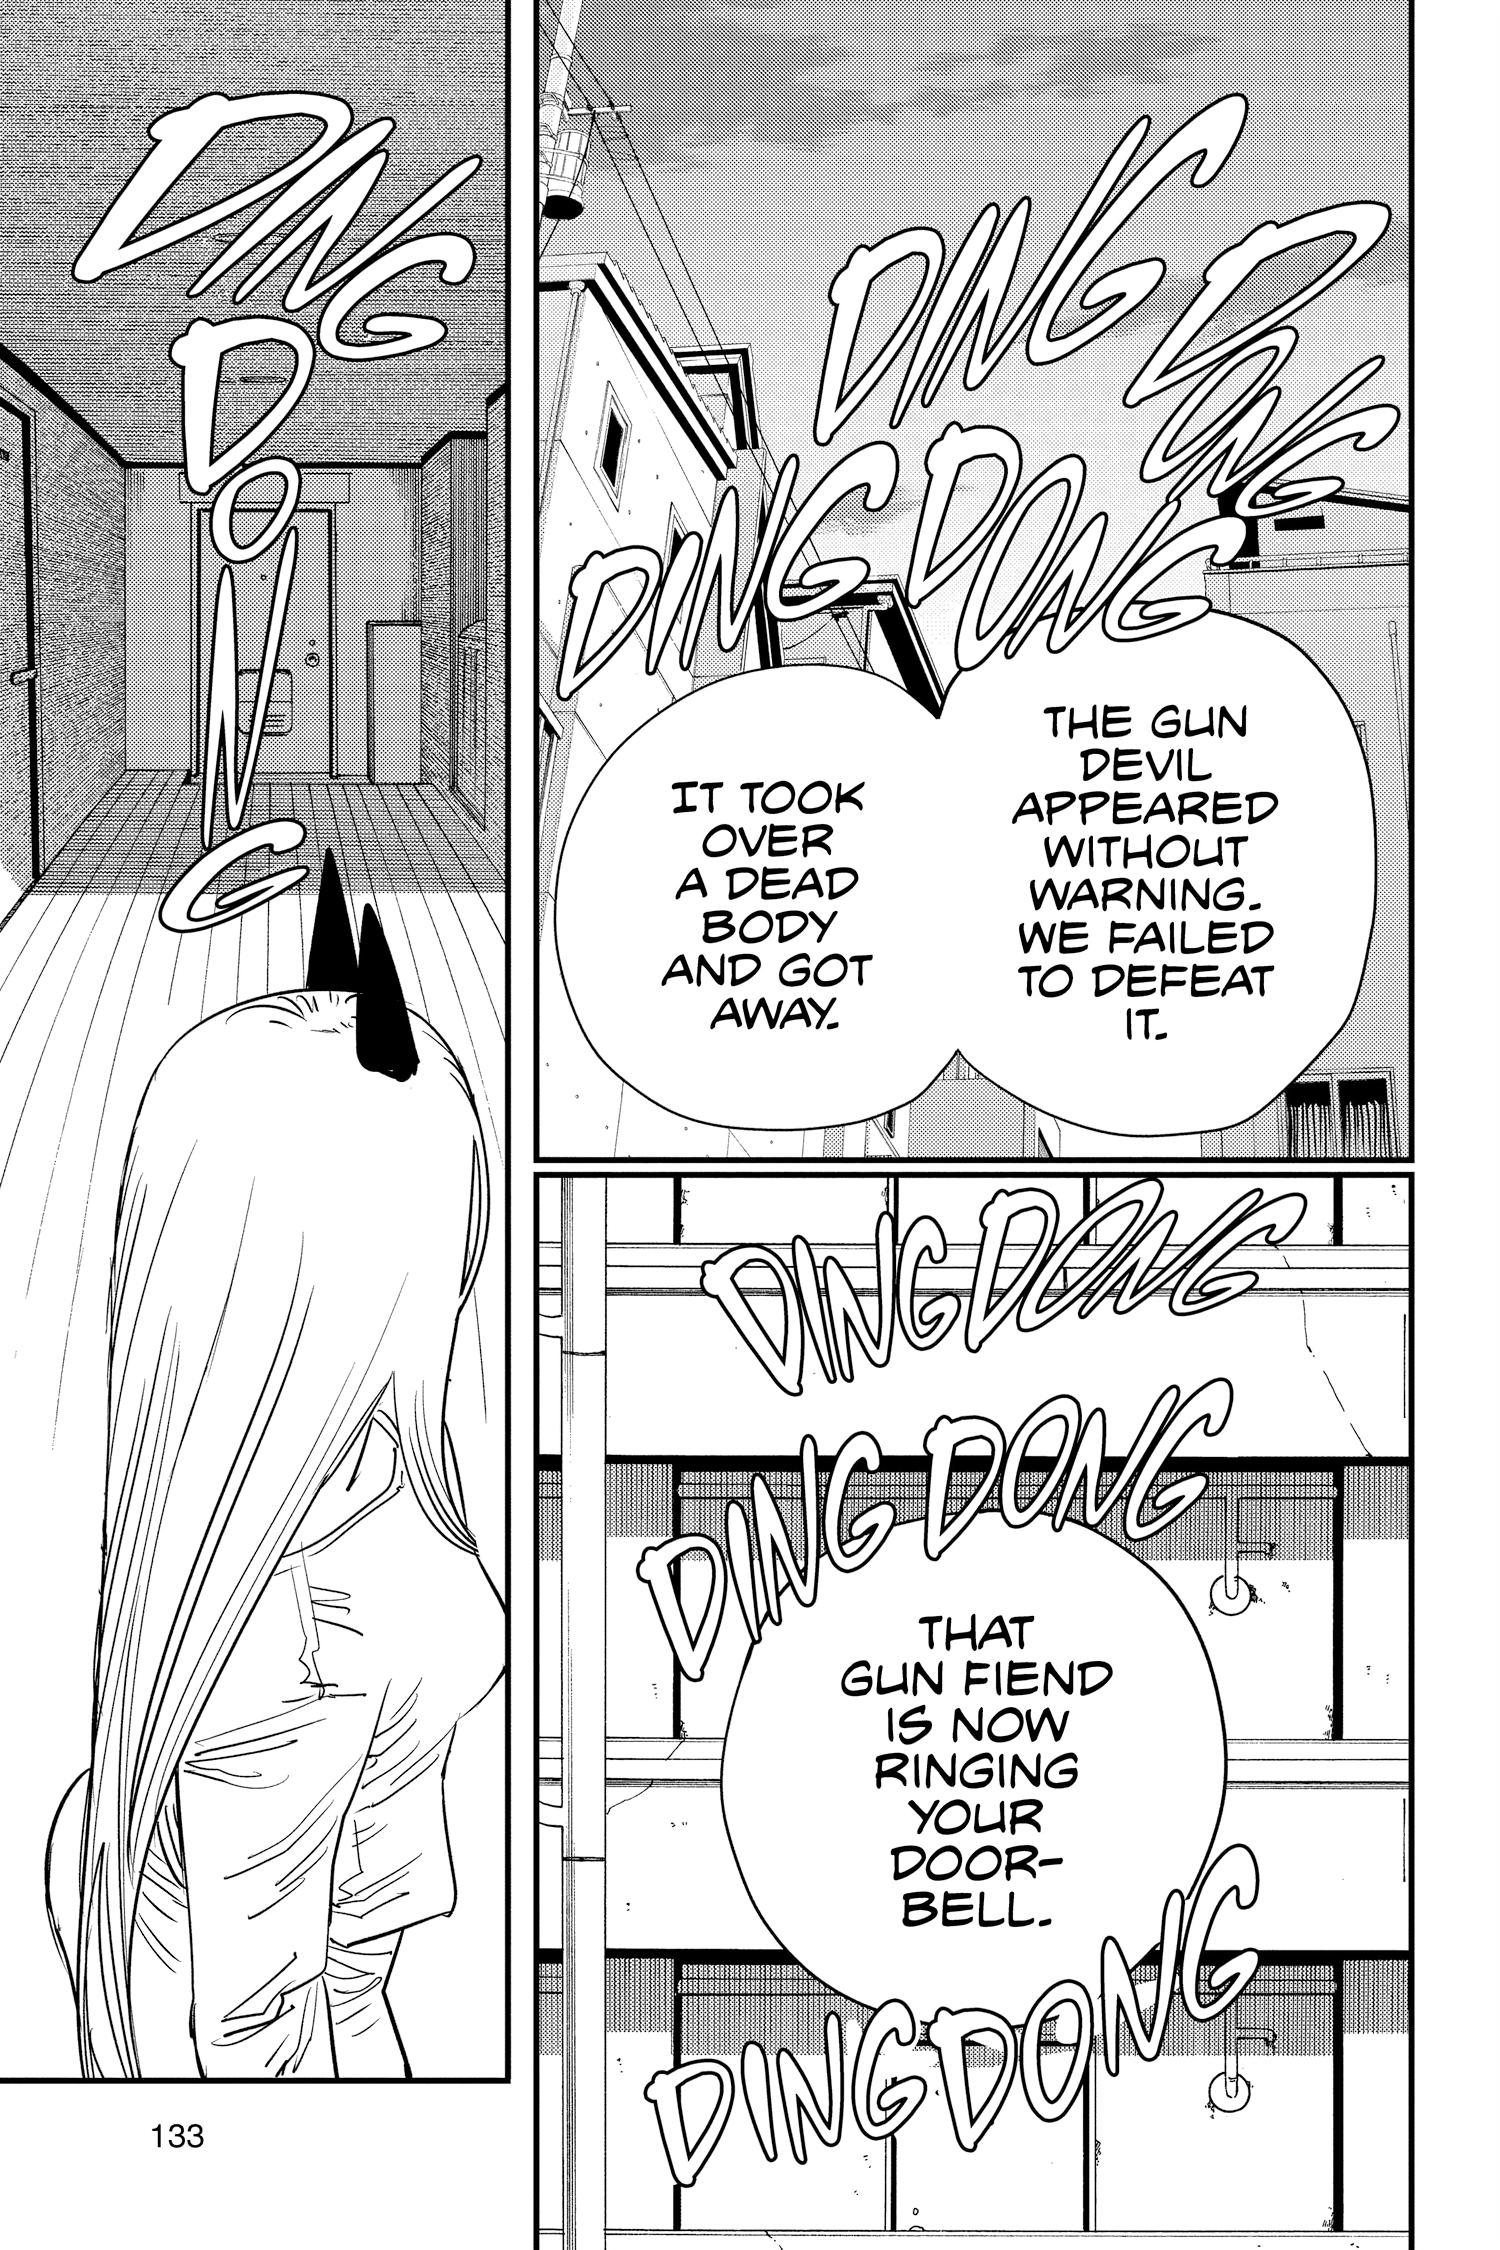 DING DONG
DING DONG
THE GUN
DEVIL
APPEARED
WITHOUT
WARNING.
WE FAILED
TO DEFEAT
IT.
IT TOOK
OVER
A DEAD
BODY
AND GOT
AWAY.
DING DONG
DING DONG
THAT
GUN FIEND
IS NOW
RINGING
YOUR
DOOR-
BELL.
DING DONG
DING
DONG
133